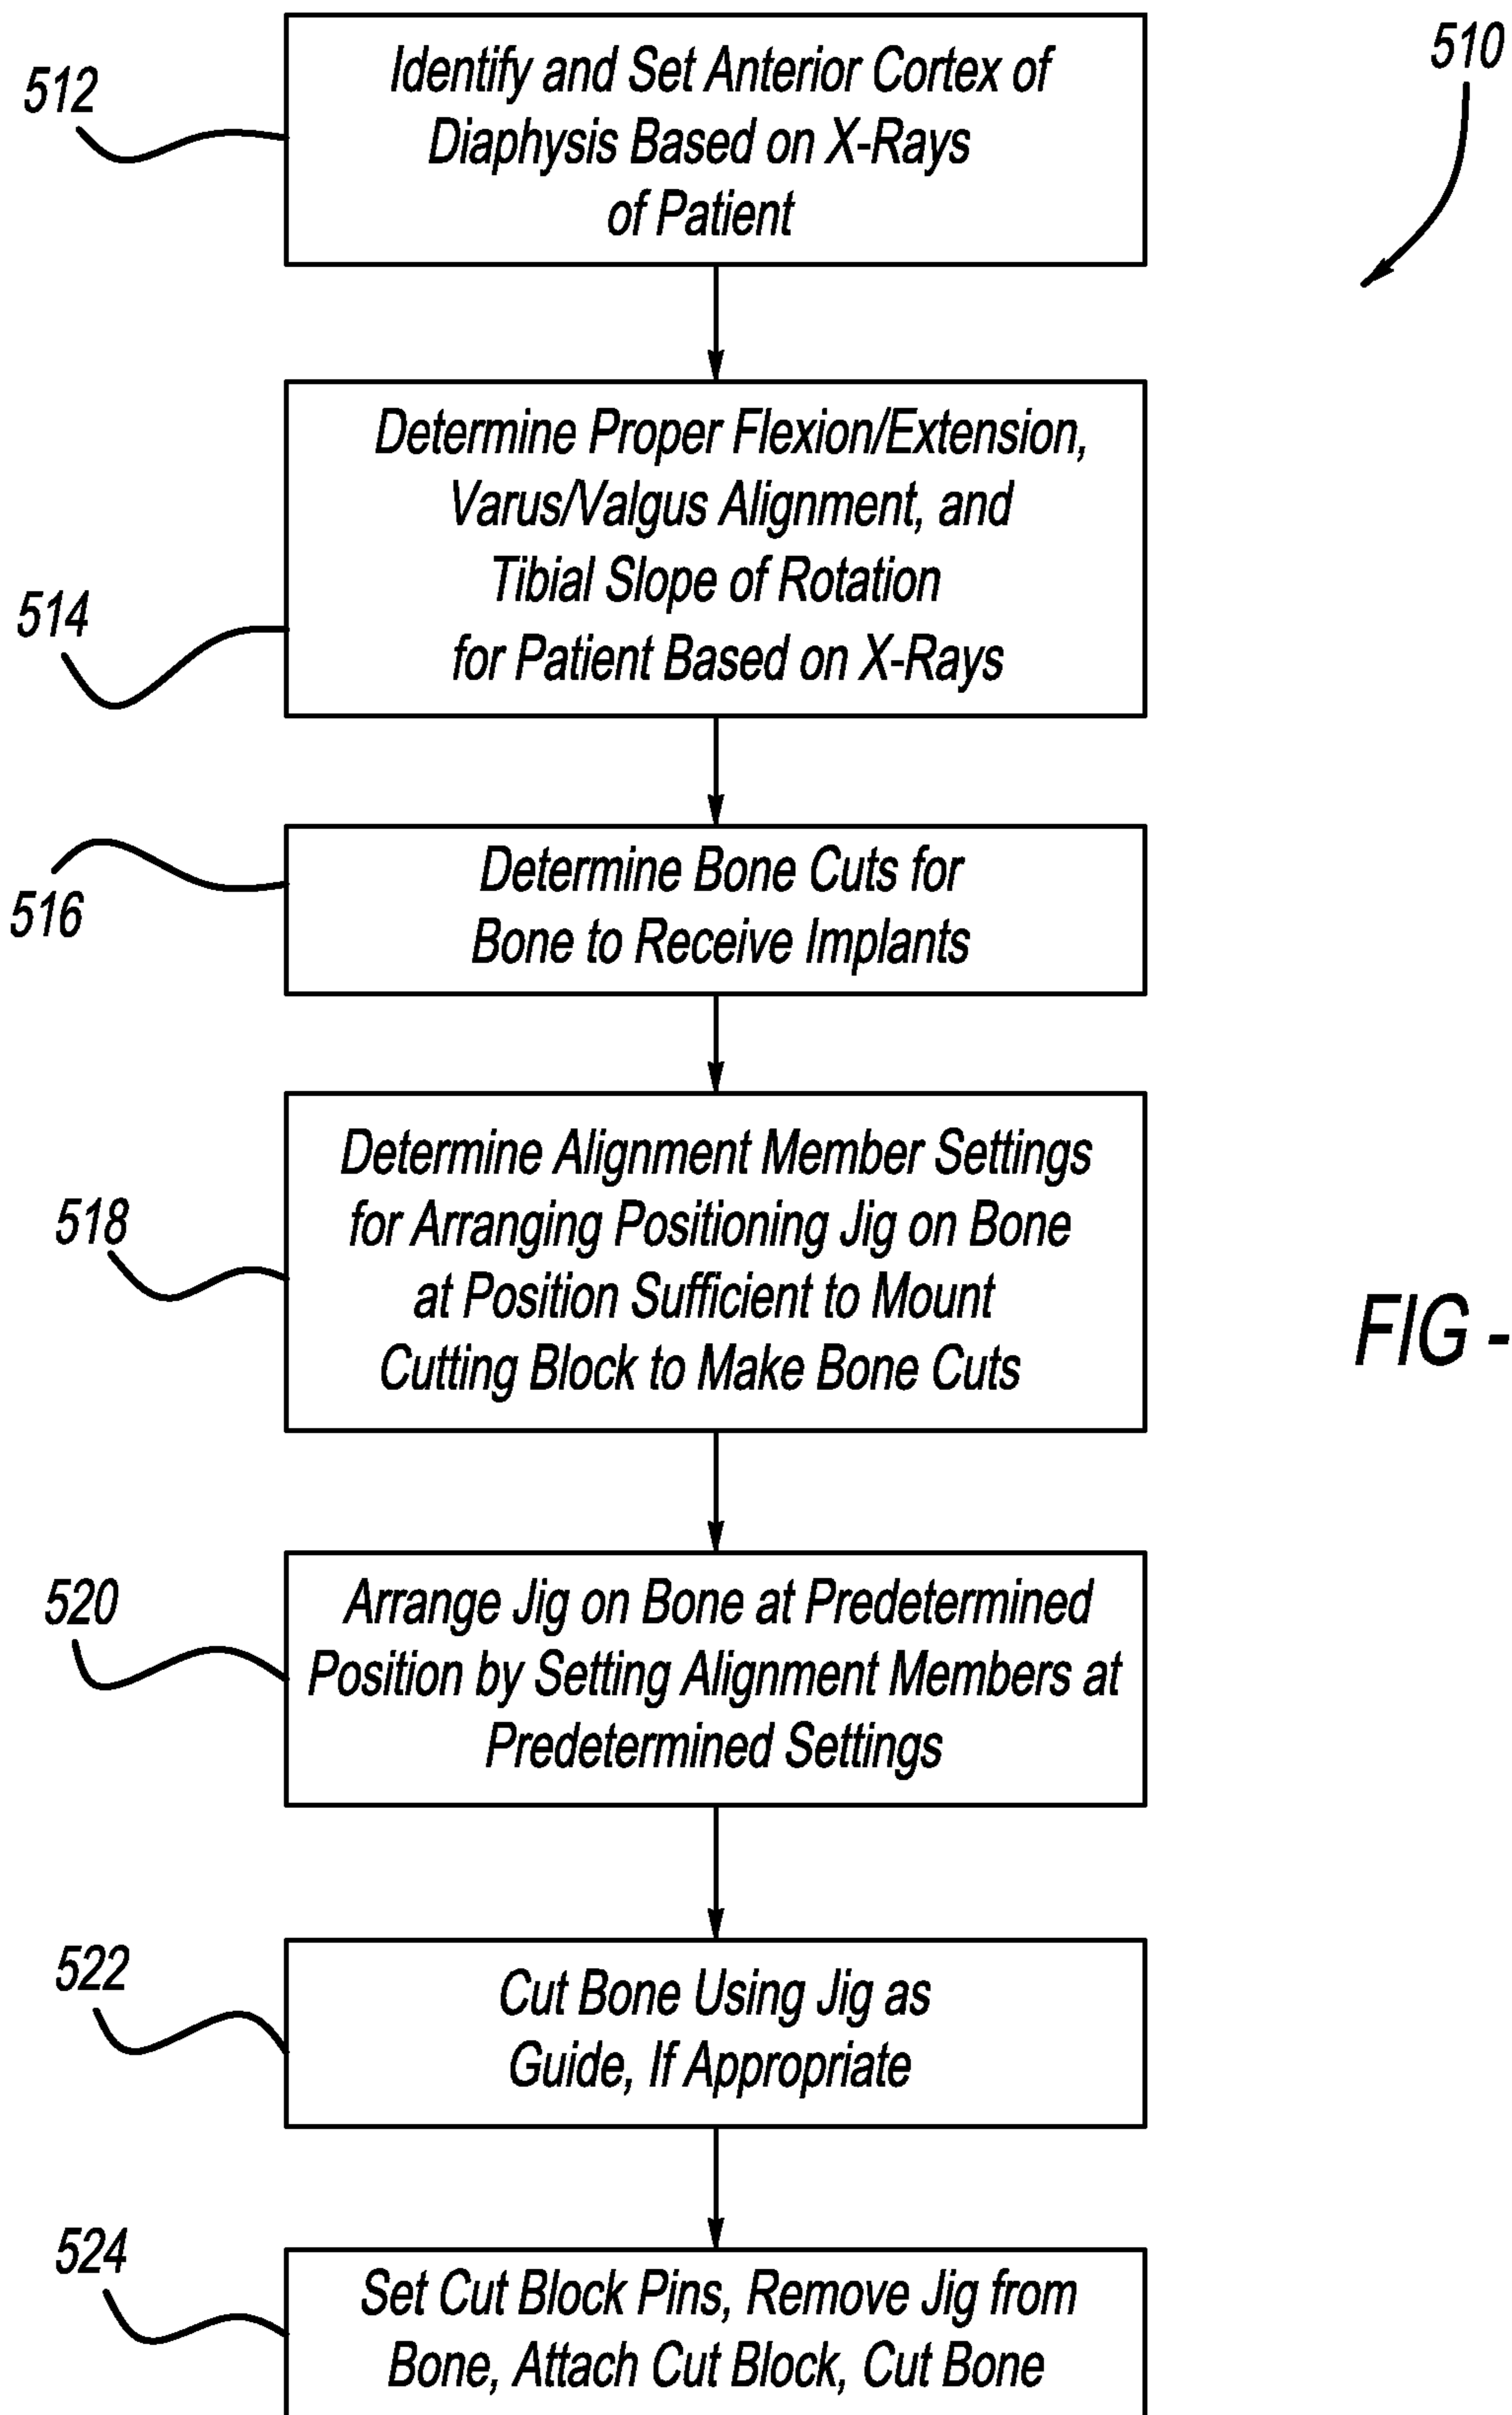 510
512
Identify and Set Anterior Cortex of
Diaphysis Based on X-Rays
of Patient
514
Determine Proper Flexion/Extension,
Varus/Valgus Alignment, and
Tibial Slope of Rotation
for Patient Based on X-Rays
516
Determine Bone Cuts for
Bone to Receive Implants
518
Determine Alignment Member Settings
for Arranging Positioning Jig on Bone
at Position Sufficient to Mount
Cutting Block to Make Bone Cuts
FIG -
520
Arrange Jig on Bone at Predetermined
Position by Setting Alignment Members at
Predetermined Settings
522
Cut Bone Using Jig as
Guide, If Appropriate
524
Set Cut Block Pins, Remove Jig from
Bone, Attach Cut Block, Cut Bone